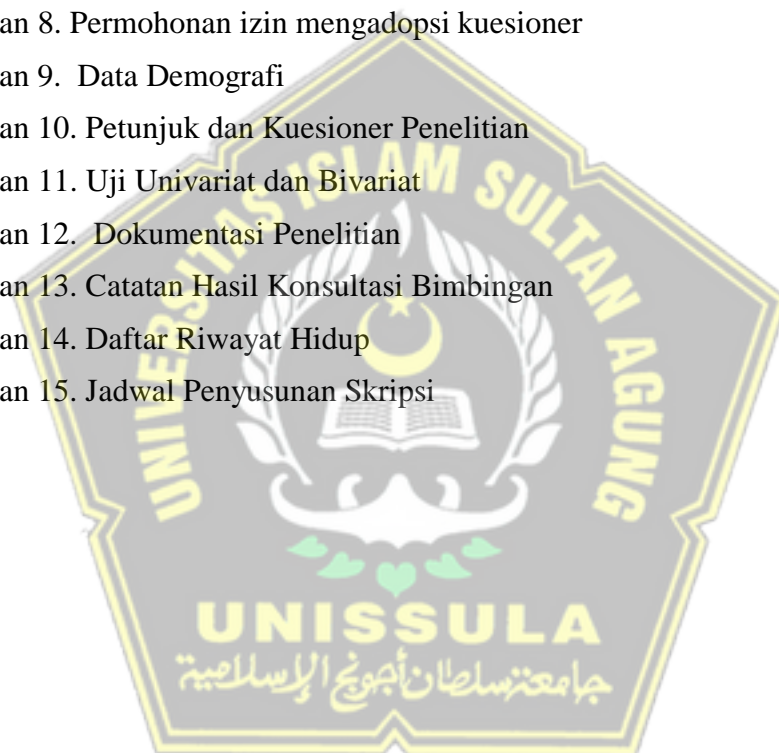 an 8. Permohonan izin mengadopsi kuesioner
an 9. Data Demografi
an 10. Petunjuk dan Kuesioner Penelitian
an 11. Uji Univariat dan Bivariat
an 12. Dokumentasi Penelitian
an 13. Catatan Hasil Konsultasi Bimbingan
an 14. Daftar Riwayat Hidup
an 15. Jadwal Penyusunan Skripsi
UNIVERSITAS ISLAM SULTAN AGUNG
UNISSULA
جامعة سلطان أجونج الإسلامية